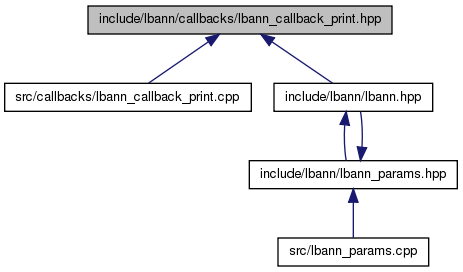 include/lbann/callbacks/lbann_callback_print.hpp
src/callbacks/lbann_callback_print.cpp
include/lbann/lbann.hpp
include/lbann/lbann_params.hpp
src/lbann_params.cpp